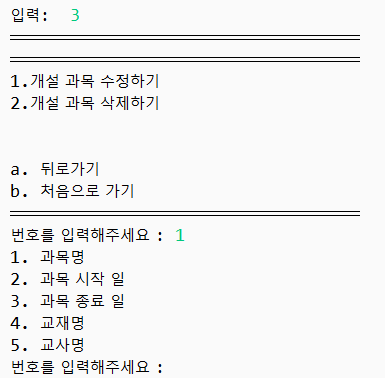 입력:  3
===================================
===================================
1.개설 과목 수정하기
2.개설 과목 삭제하기
a. 뒤로가기
b. 처음으로 가기
===================================
번호를 입력해주세요 : 1
1. 과목명
2. 과목 시작 일
3. 과목 종료 일
4. 교재명
5. 교사명
번호를 입력해주세요 :